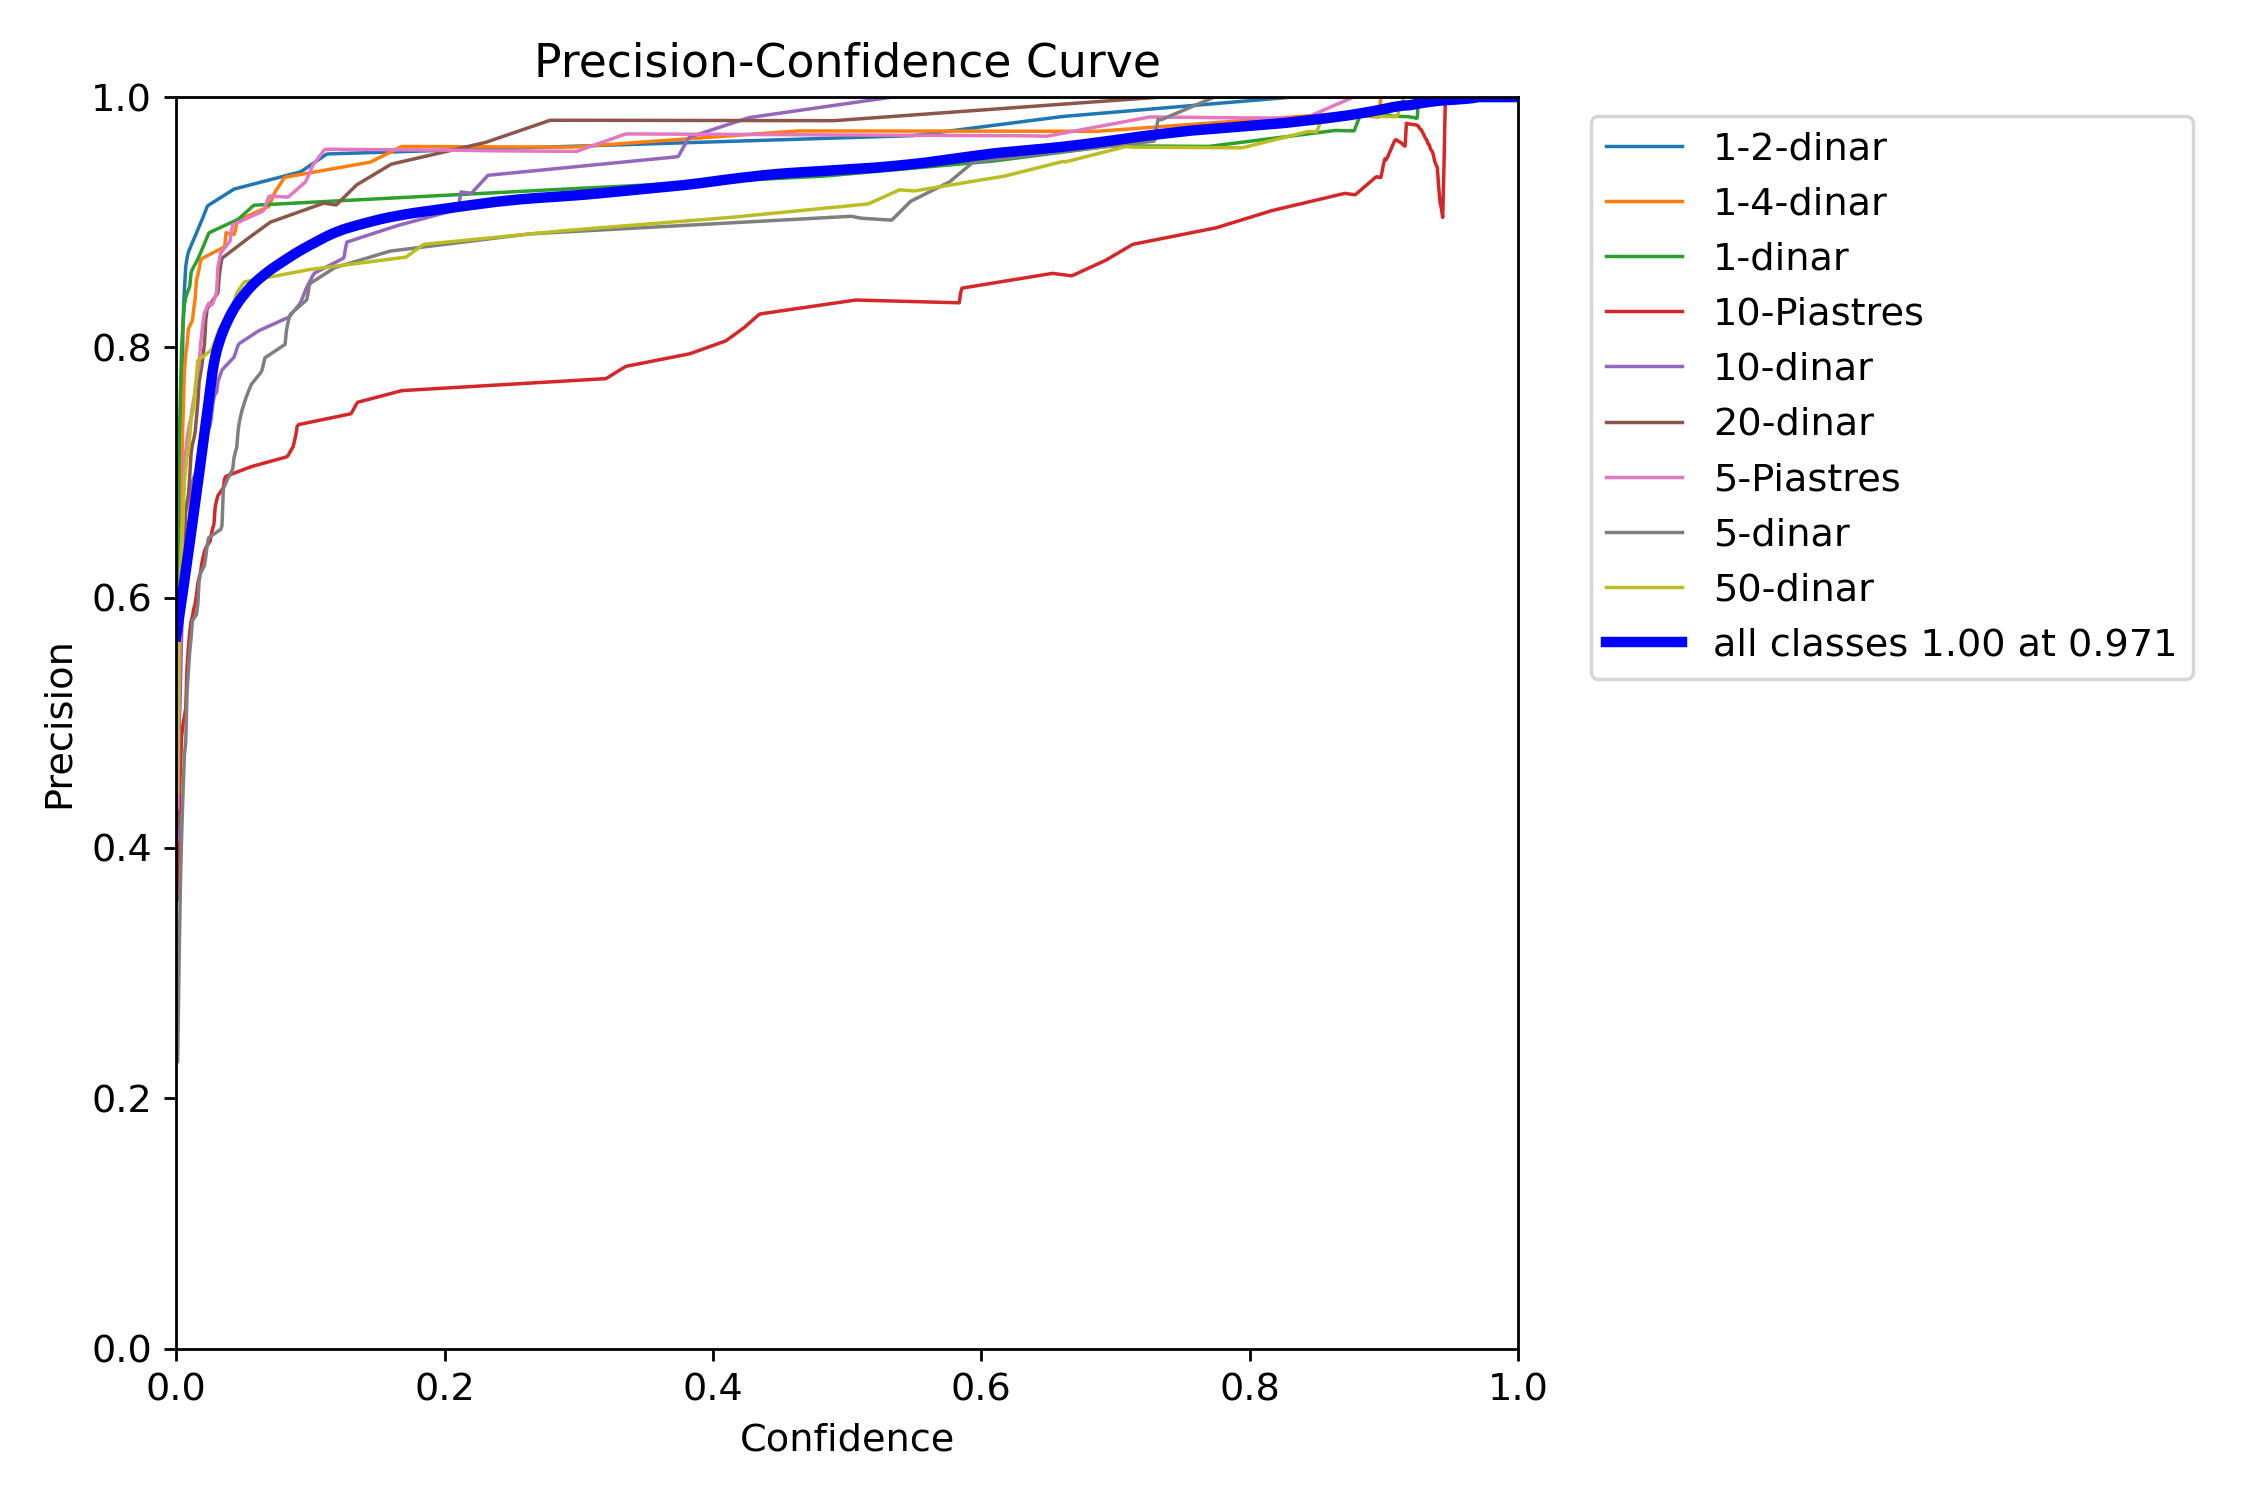 Precision-Confidence Curve
1.0
0.8
0.6
0.4
0.2
0.0
Precision
0.0 0.2 0.4 0.6 0.8 1.0
Confidence
1-2-dinar
1-4-dinar
1-dinar
10-Piastres
10-dinar
20-dinar
5-Piastres
5-dinar
50-dinar
all classes 1.00 at 0.971